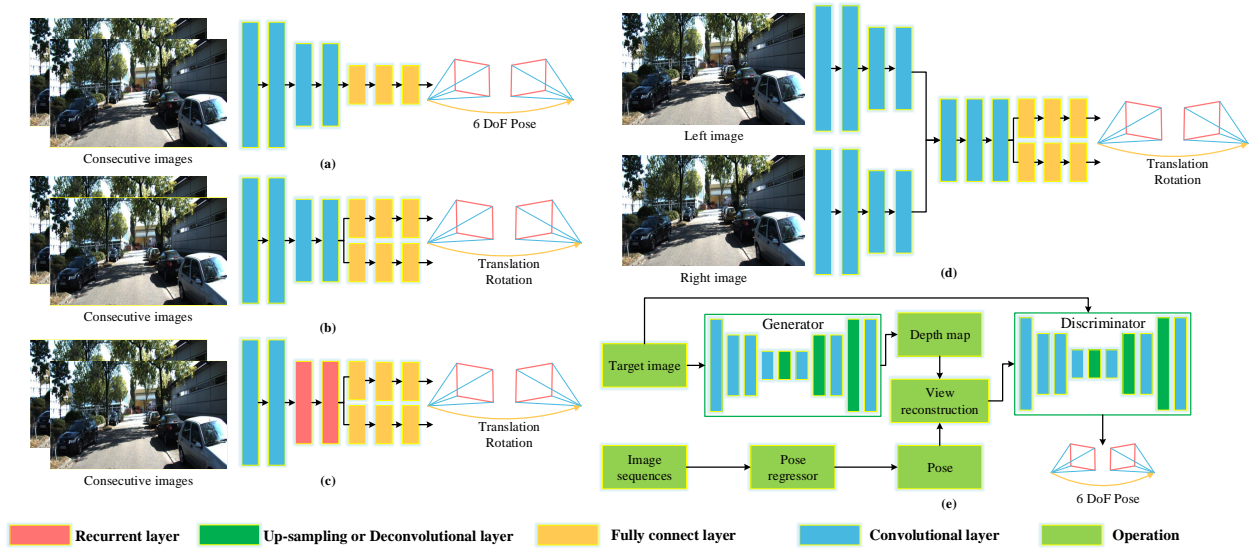 Consecutive images
6 DoF Pose
(a)
Consecutive images
Translation
Rotation
(b)
Consecutive images
Translation
Rotation
(c)
Left image
Right image
Translation
Rotation
(d)
Target image
Generator
Depth map
View
reconstruction
Discriminator
Image
sequences
Pose
regressor
Pose
6 DoF Pose
(e)
Recurrent layer
Up-sampling or Deconvolutional layer
Fully connect layer
Convolutional layer
Operation